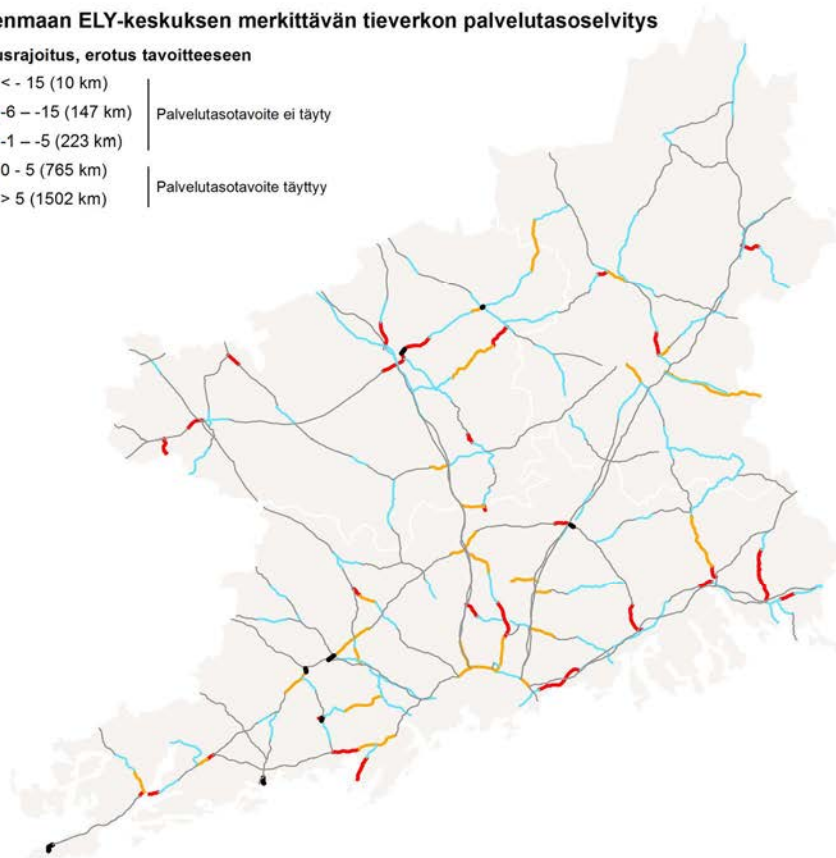 enmaan ELY-keskuksen merkittävän tieverkon palvelutasoselvitys
usrajoitus, erotus tavoitteeseen
< - 15 (10 km)
-6 – -15 (147 km)
Palvelutasotavoite ei täyty
-1 – -5 (223 km)
0 - 5 (765 km)
Palvelutasotavoite täyttyy
> 5 (1502 km)